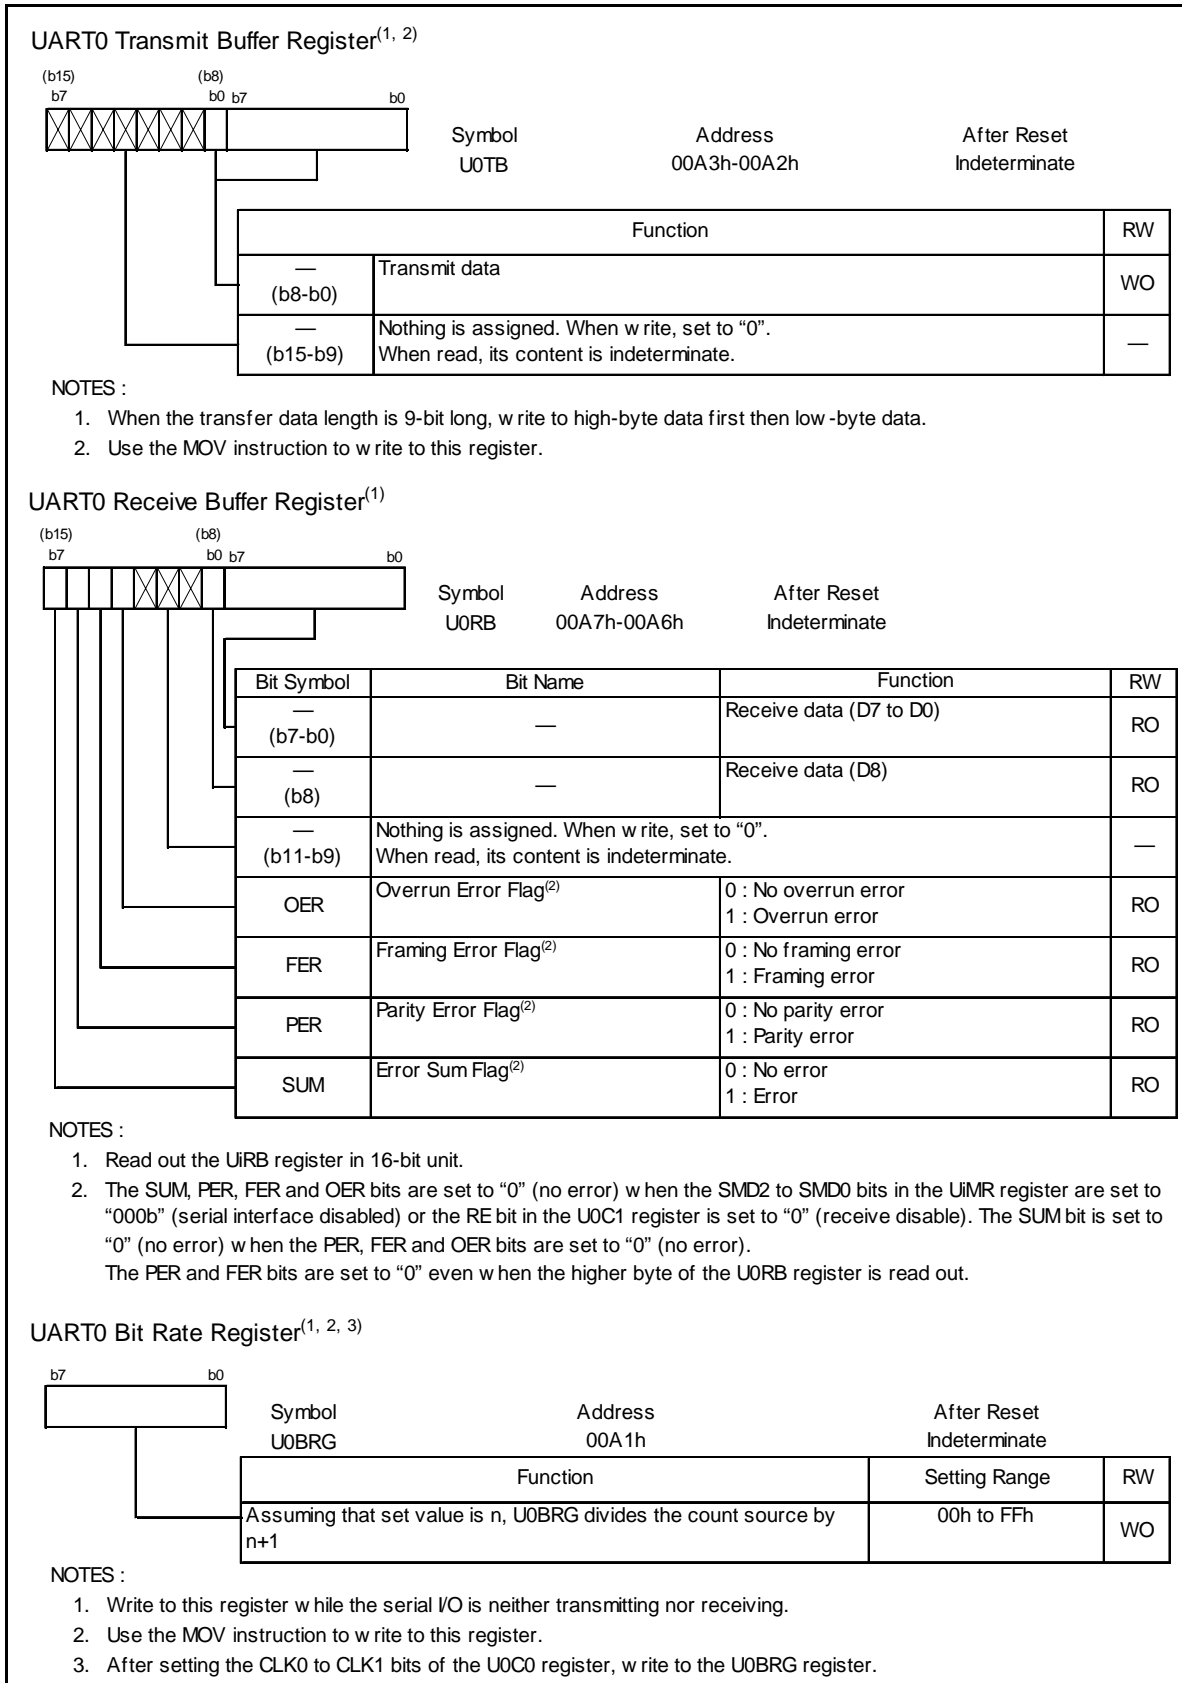 UART0 Transmit Buffer Register(1, 2)
(b15) (b8)
b7 b0 b7 b0
Symbol Address After Reset
U0TB 00A3h-00A2h Indeterminate
Function RW
— Transmit data
(b8-b0) WO
— Nothing is assigned. When write, set to “0”.
(b15-b9) When read, its content is indeterminate. —
NOTES :
1. When the transfer data length is 9-bit long, write to high-byte data first then low-byte data.
2. Use the MOV instruction to write to this register.
UART0 Receive Buffer Register(1)
(b15) (b8)
b7 b0 b7 b0
Symbol Address After Reset
U0RB 00A7h-00A6h Indeterminate
Bit Symbol Bit Name Function RW
— Receive data (D7 to D0)
(b7-b0) — RO
— Receive data (D8)
(b8) — RO
— Nothing is assigned. When write, set to “0”.
(b11-b9) When read, its content is indeterminate. —
OER Overrun Error Flag(2) 0 : No overrun error RO
1 : Overrun error
FER Framing Error Flag(2) 0 : No framing error RO
1 : Framing error
PER Parity Error Flag(2) 0 : No parity error RO
1 : Parity error
SUM Error Sum Flag(2) 0 : No error RO
1 : Error
NOTES :
1. Read out the UiRB register in 16-bit unit.
2. The SUM, PER, FER and OER bits are set to “0” (no error) when the SMD2 to SMD0 bits in the UiMR register are set to
“000b” (serial interface disabled) or the RE bit in the U0C1 register is set to “0” (receive disable). The SUM bit is set to
“0” (no error) when the PER, FER and OER bits are set to “0” (no error).
The PER and FER bits are set to “0” even when the higher byte of the U0RB register is read out.
UART0 Bit Rate Register(1, 2, 3)
b7 b0
Symbol Address After Reset
U0BRG 00A1h Indeterminate
Function Setting Range RW
Assuming that set value is n, U0BRG divides the count source by 00h to FFh WO
n+1
NOTES :
1. Write to this register while the serial I/O is neither transmitting nor receiving.
2. Use the MOV instruction to write to this register.
3. After setting the CLK0 to CLK1 bits of the U0C0 register, write to the U0BRG register.